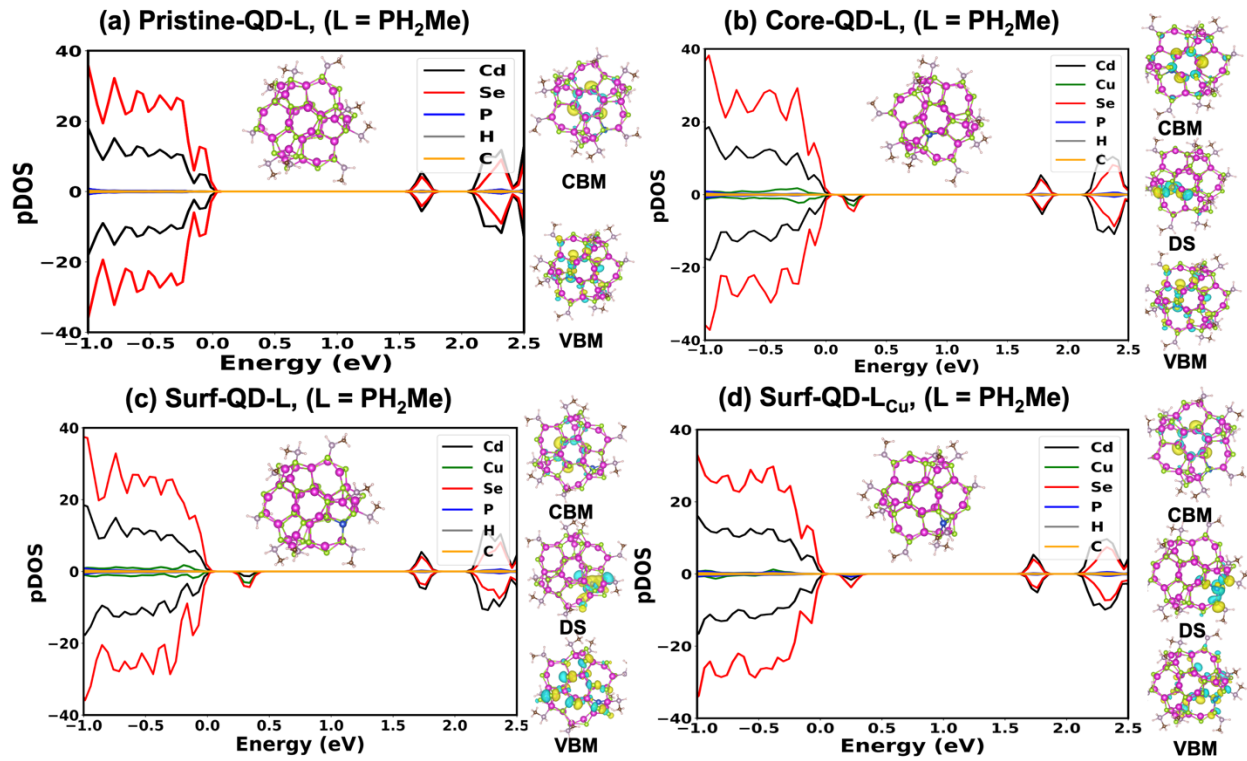 (a) Pristine-QD-L, (L = PH₂Me)
40
20
0
−20
−40
pDOS
Cd
Se
P
H
C
−1.0 −0.5 0.0 0.5 1.0 1.5 2.0 2.5
Energy (eV)
CBM
VBM
(b) Core-QD-L, (L = PH₂Me)
40
20
0
−20
−40
pDOS
Cd
Cu
Se
P
H
C
−1.0 −0.5 0.0 0.5 1.0 1.5 2.0 2.5
Energy (eV)
CBM
DS
VBM
(c) Surf-QD-L, (L = PH₂Me)
40
20
0
−20
−40
pDOS
Cd
Cu
Se
P
H
C
−1.0 −0.5 0.0 0.5 1.0 1.5 2.0 2.5
Energy (eV)
CBM
DS
VBM
(d) Surf-QD-L_Cu, (L = PH₂Me)
40
20
0
−20
−40
pDOS
Cd
Cu
Se
P
H
C
−1.0 −0.5 0.0 0.5 1.0 1.5 2.0 2.5
Energy (eV)
CBM
DS
VBM